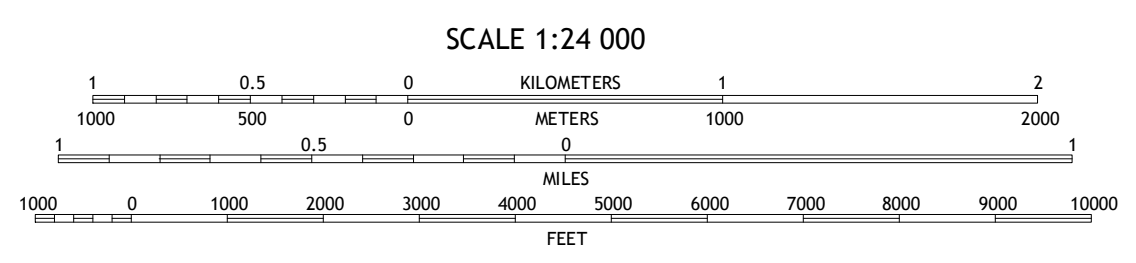 SCALE 1:24 000
1 0.5 0 KILOMETERS 1 2
1000 500 0 METERS 1000 2000
1 0.5 0 1
MILES
1000 0 1000 2000 3000 4000 5000 6000 7000 8000 9000 10000
FEET